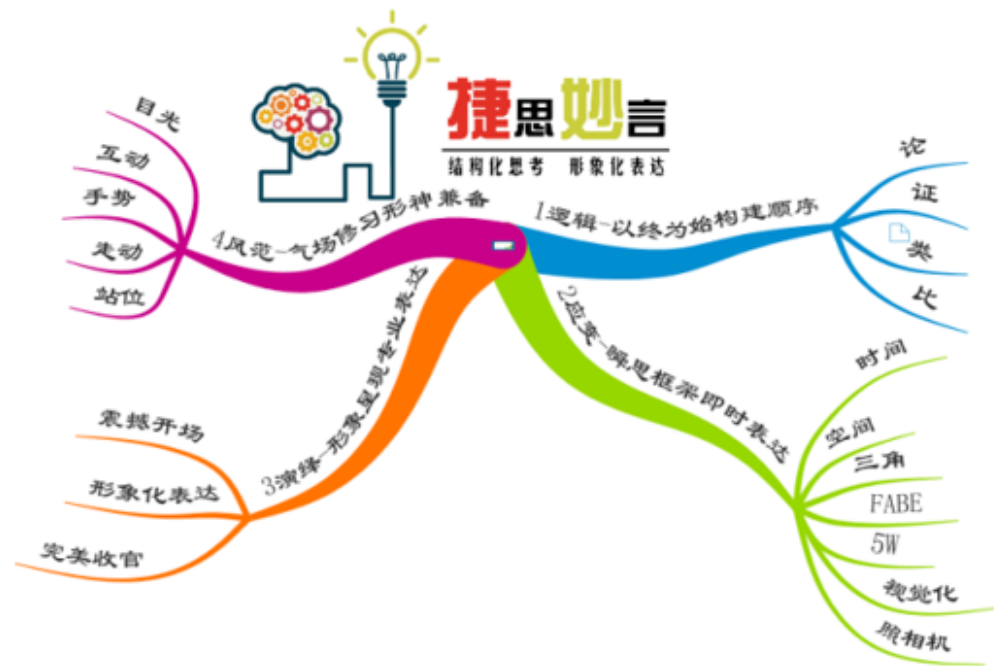 捷思妙言
结构化思考 形象化表达
1逻辑-以终为始构建顺序
论
证
类
比
2应变-瞬思框架即时表达
时间
空间
三角
FABE
5W
视觉化
照相机
3演绎-形象呈现专业表达
震撼开场
形象化表达
完美收官
4风范-气场修习形神兼备
目光
互动
手势
走动
站位